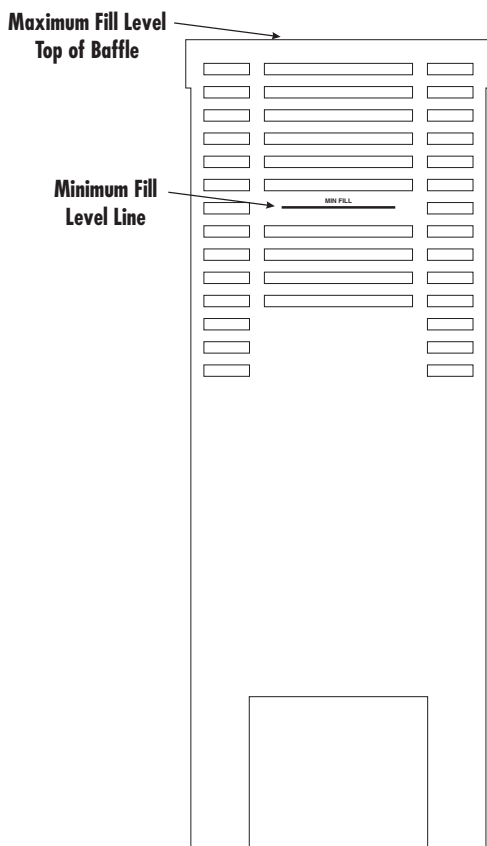 Maximum Fill Level
Top of Baffle
Minimum Fill
Level Line
MIN FILL